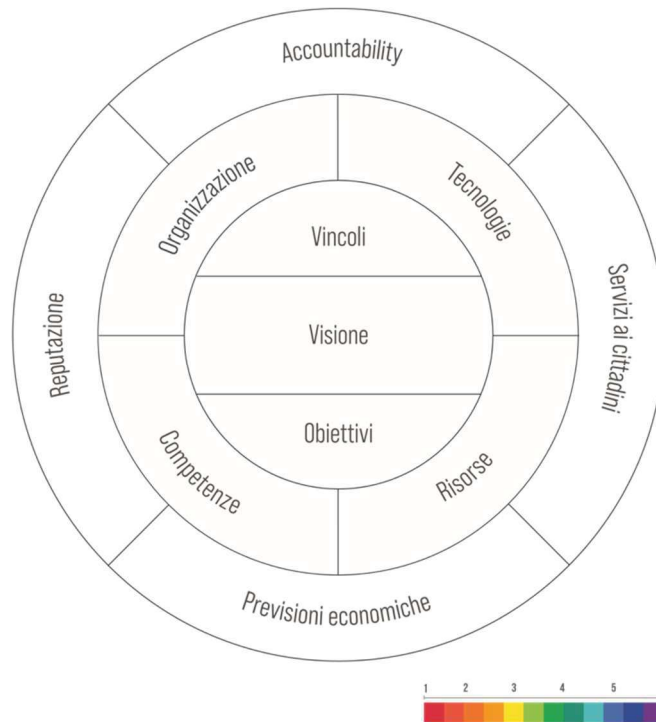 Accountability
Organizzazione
Tecnologie
Vincoli
Reputazione
Visione
Servizi ai cittadini
Obiettivi
Competenze
Risorse
Previsioni economiche
1 2 3 4 5